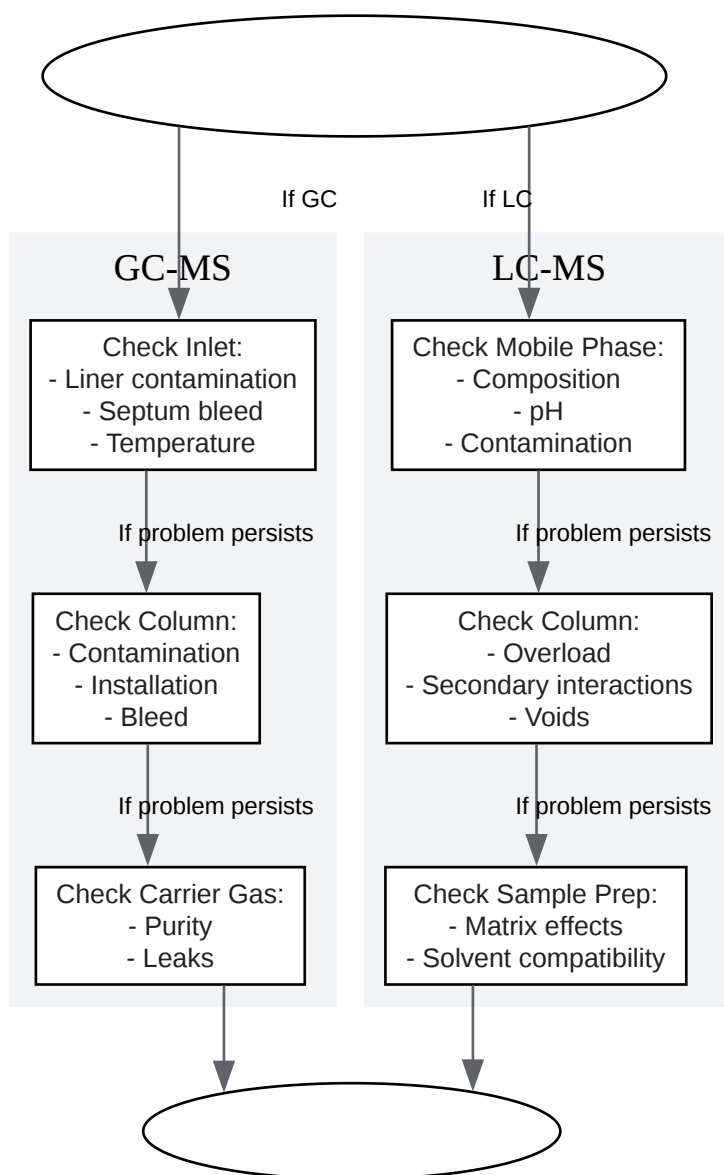 If GC
If LC
GC-MS
Check Inlet:
- Liner contamination
- Septum bleed
- Temperature
If problem persists
Check Column:
- Contamination
- Installation
- Bleed
If problem persists
Check Carrier Gas:
- Purity
- Leaks
LC-MS
Check Mobile Phase:
- Composition
- pH
- Contamination
If problem persists
Check Column:
- Overload
- Secondary interactions
- Voids
If problem persists
Check Sample Prep:
- Matrix effects
- Solvent compatibility